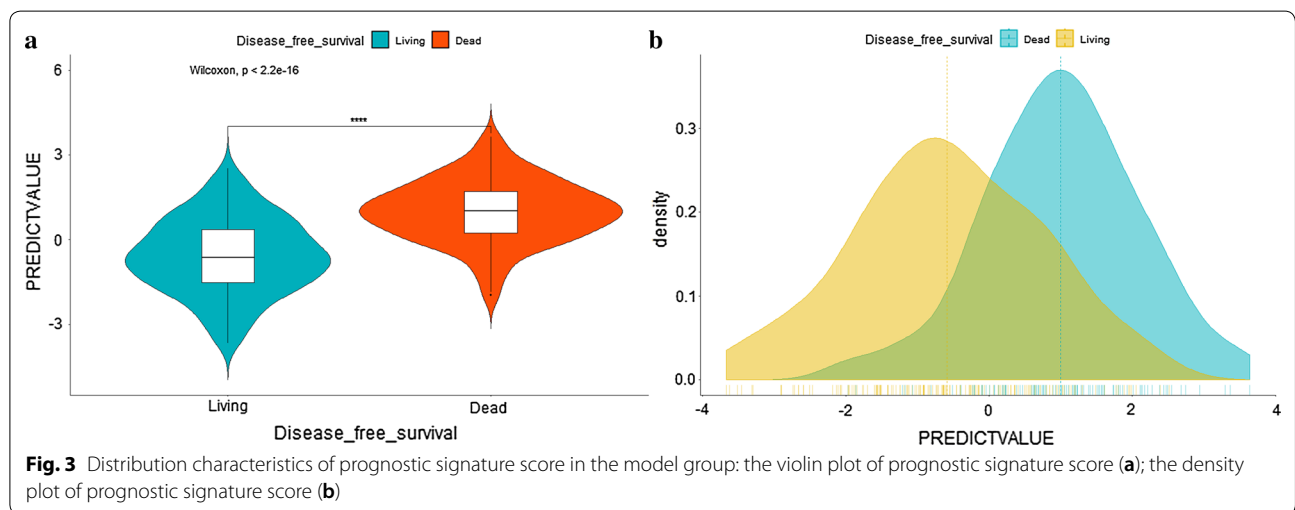 a
Disease_free_survival Living Dead
Wilcoxon, p < 2.2e-16
****
6
3
0
-3
PREDICTVALUE
Living Dead
Disease_free_survival
b
Disease_free_survival Dead Living
0.3
0.2
0.1
0.0
density
-4 -2 0 2 4
PREDICTVALUE
Fig. 3 Distribution characteristics of prognostic signature score in the model group: the violin plot of prognostic signature score (a); the density
plot of prognostic signature score (b)